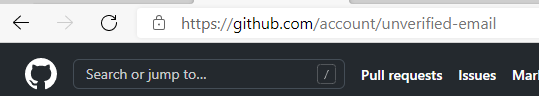 https://github.com/account/unverified-email
Search or jump to... / Pull requests Issues